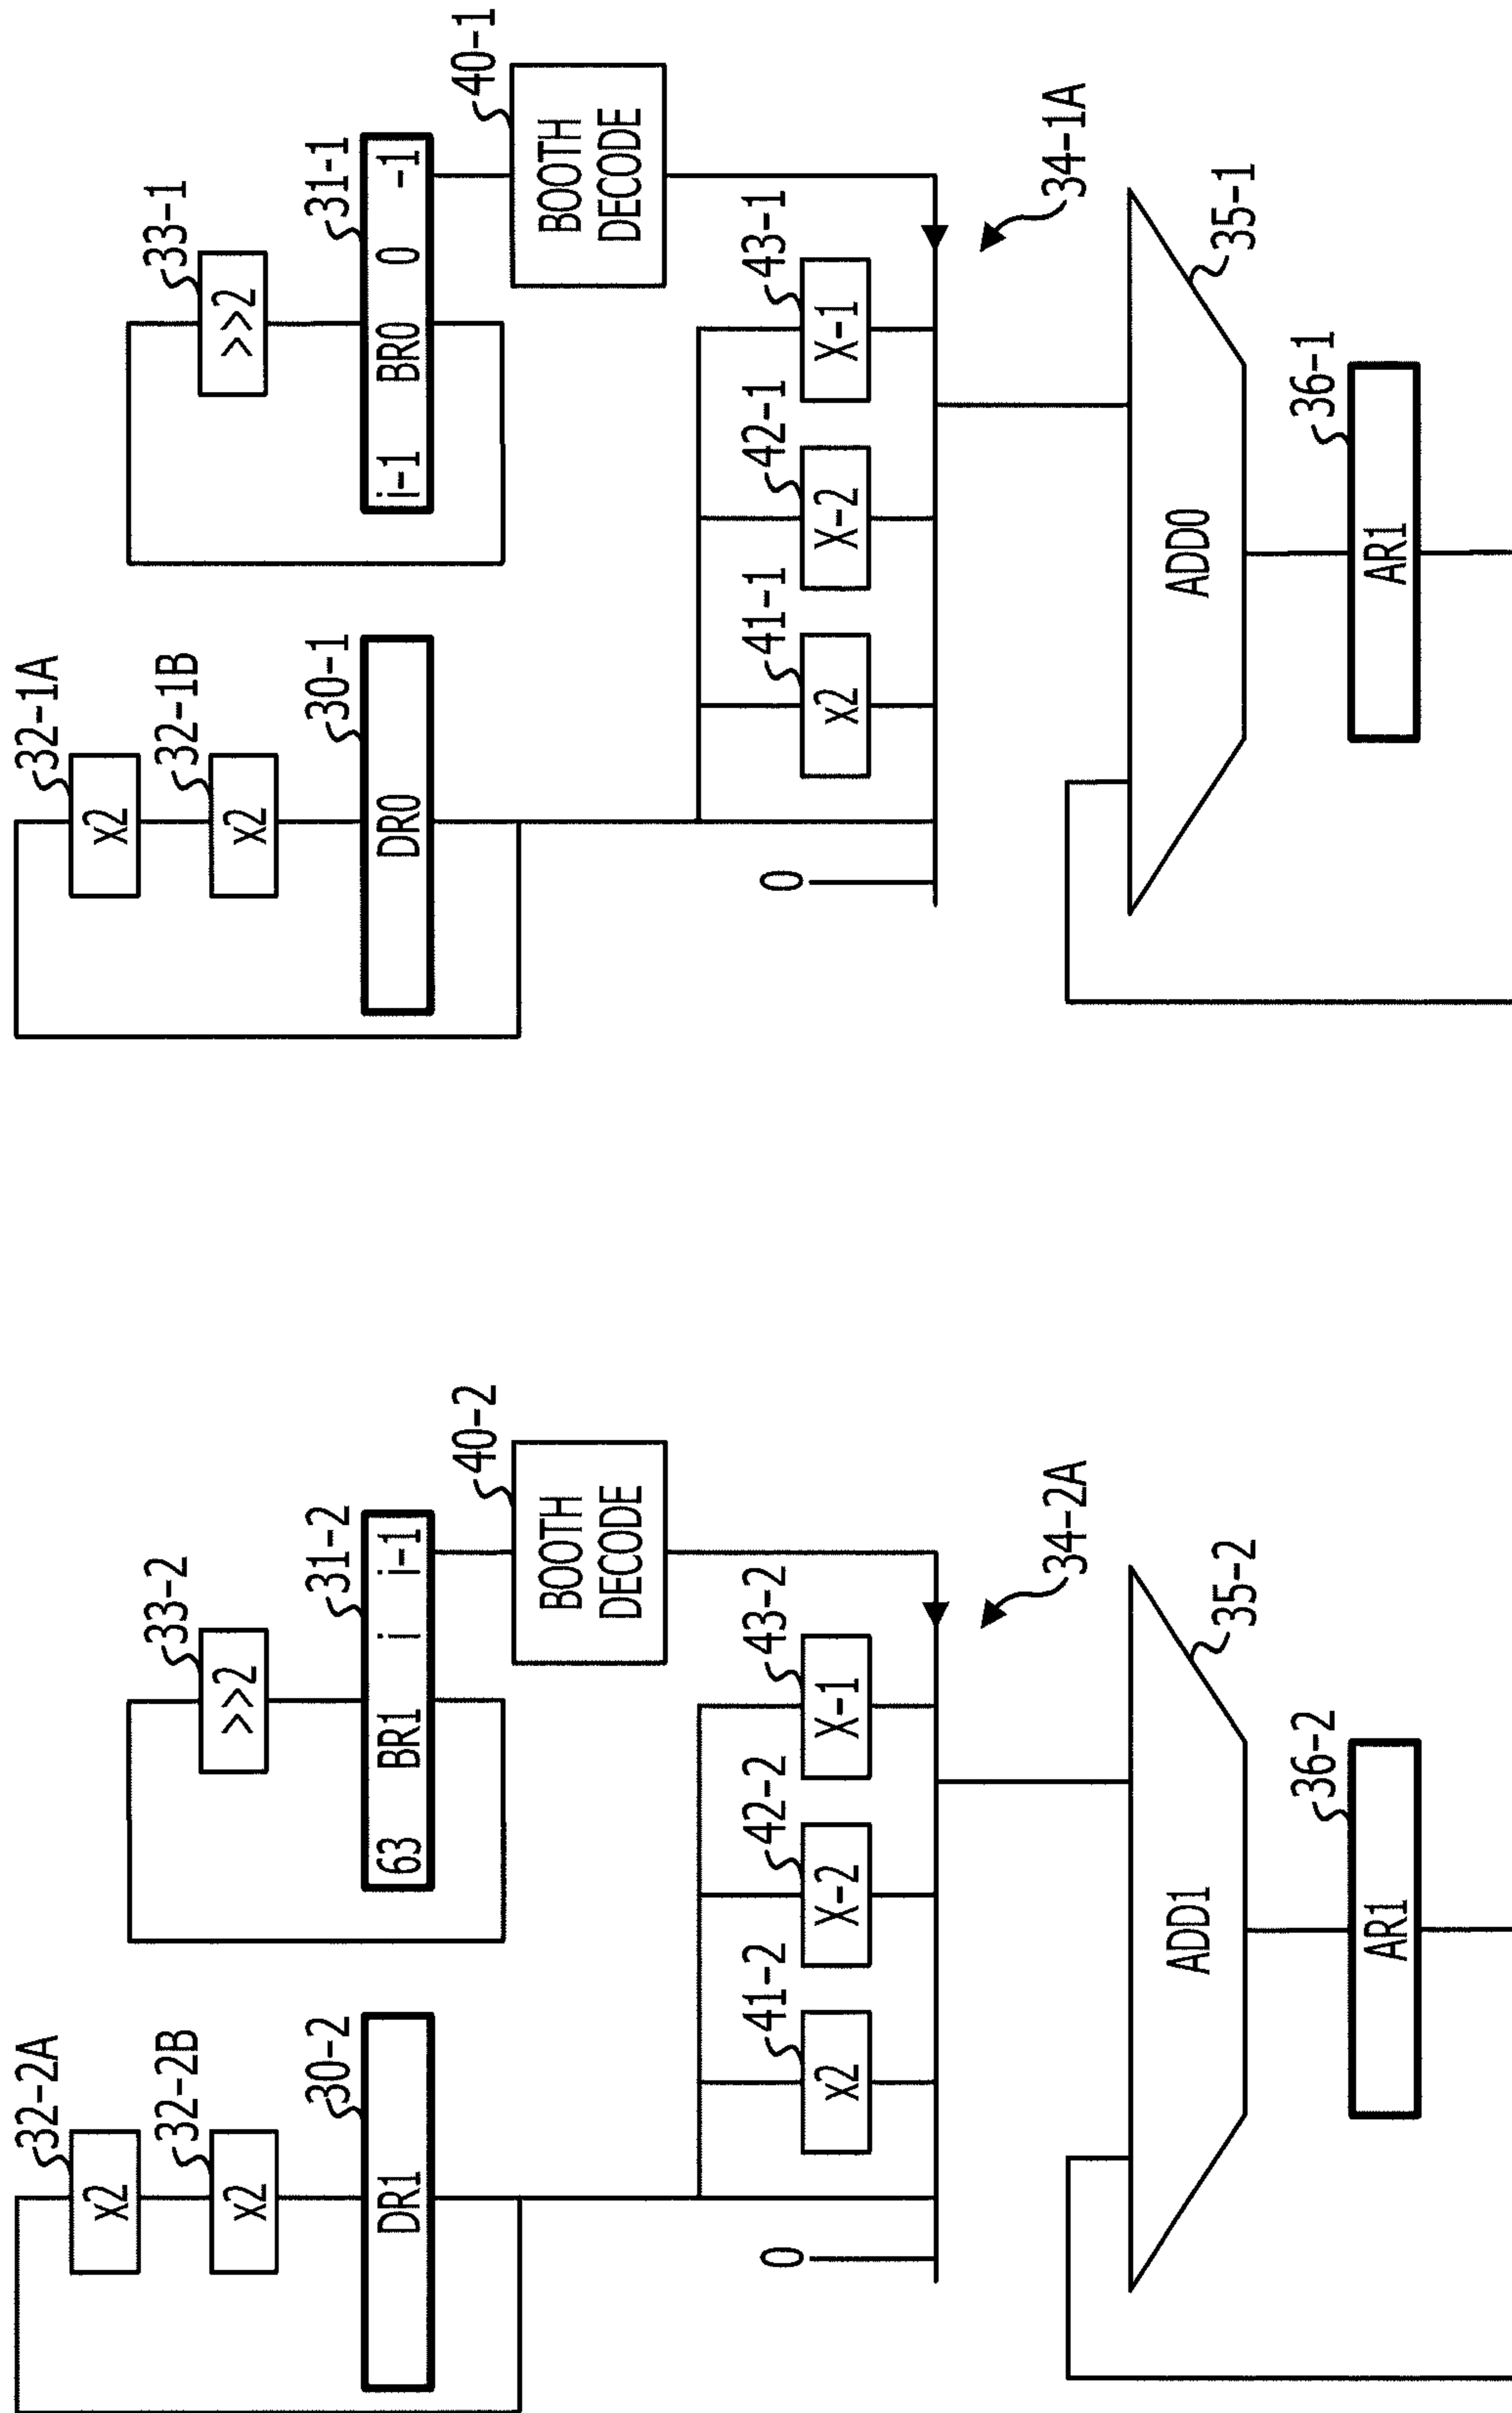 32-2A
x2
32-2B
x2
30-2
DR1
33-2
>>2
31-2
63 BR1 i i-1
40-2
BOOTH
DECODE
0
41-2
x2
42-2
X-2
43-2
X-1
34-2A
ADD1
35-2
36-2
AR1
32-1A
x2
32-1B
x2
30-1
DR0
33-1
>>2
31-1
i-1 BR0 0 -1
40-1
BOOTH
DECODE
0
41-1
x2
42-1
X-2
43-1
X-1
34-1A
ADD0
35-1
36-1
AR1